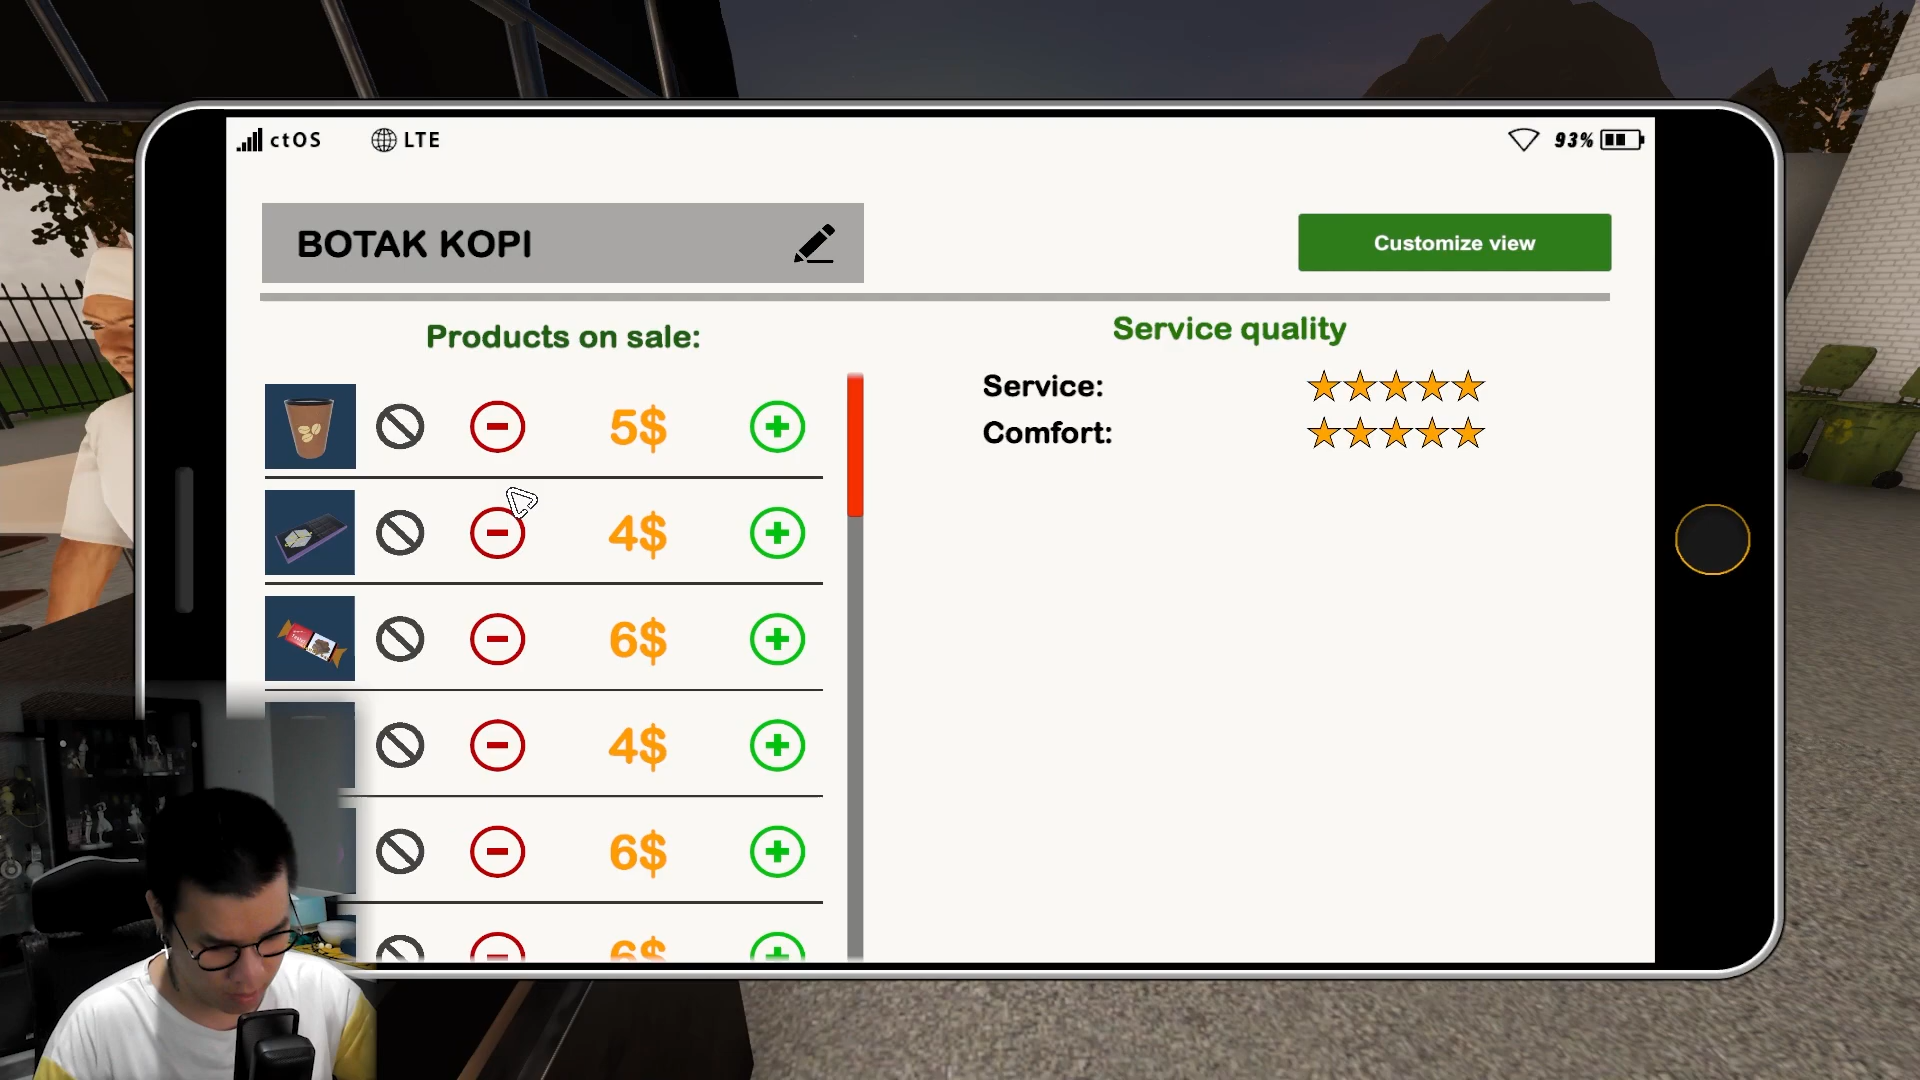 ctOS LTE 93%
BOTAK KOPI
Customize view
Products on sale:
Service quality
5$
Service:
Comfort:
4$
6$
4$
6$
6$